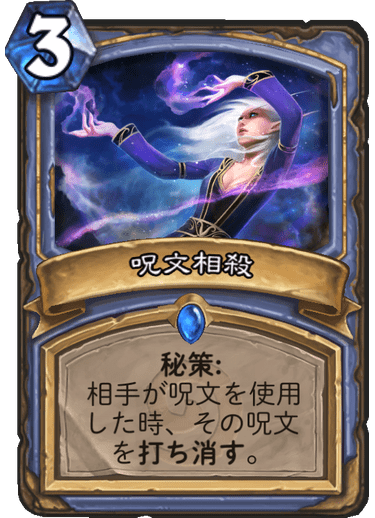 3
呪文相殺
秘策:
相手が呪文を使用
した時、その呪文
を打ち消す。